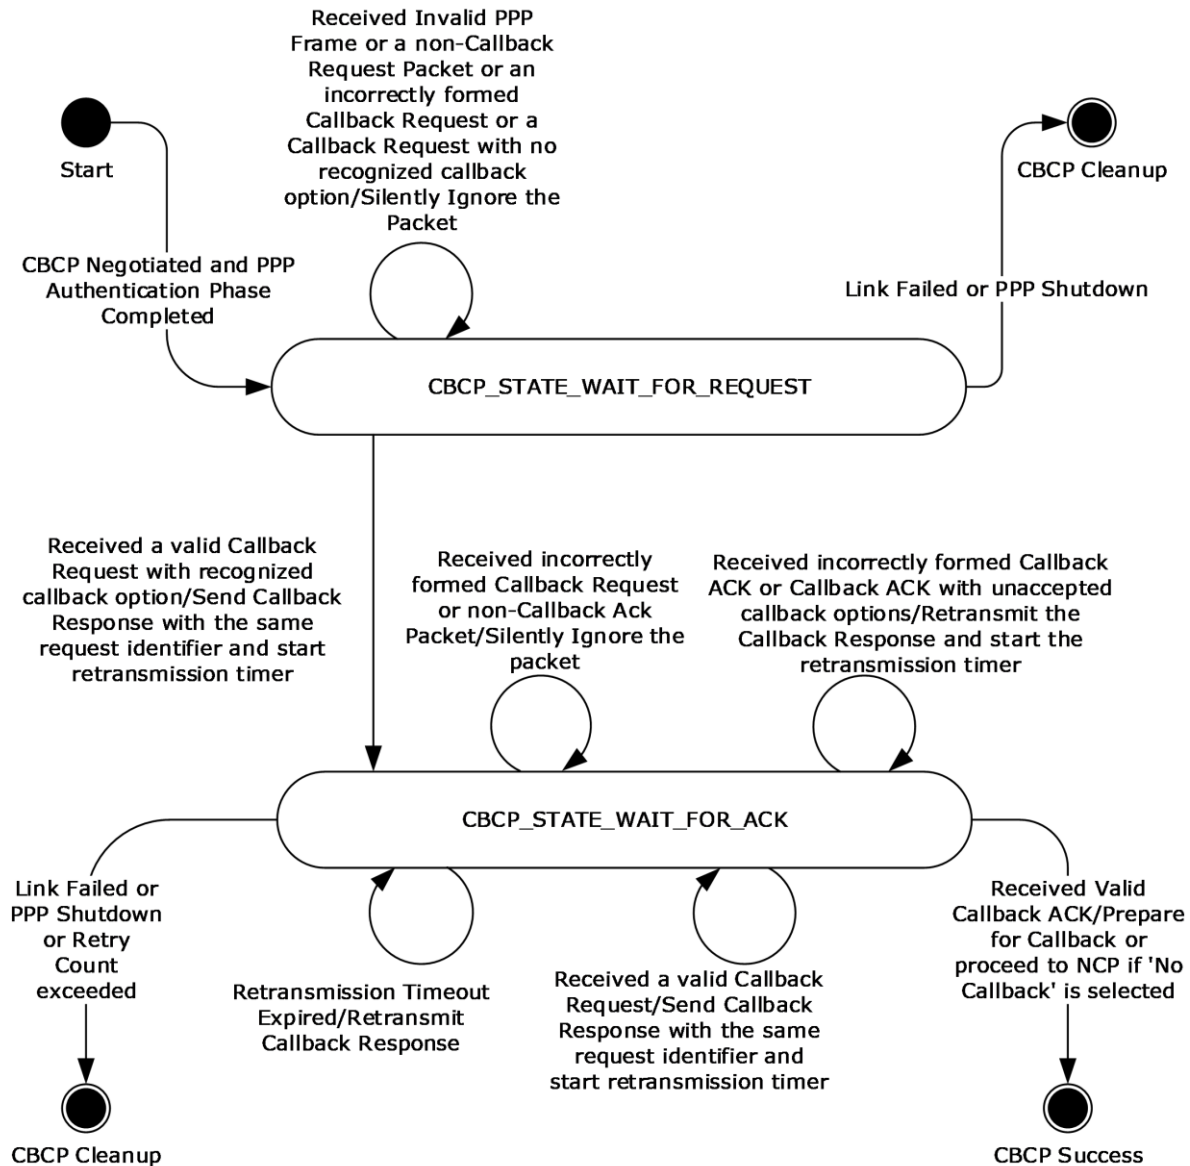 Received Invalid PPP
Frame or a non-Callback
Request Packet or an
incorrectly formed
Callback Request or a
Callback Request with no
recognized callback
option/Silently Ignore the
Packet
Start
CBCP Cleanup
CBCP Negotiated and PPP
Authentication Phase
Completed
Link Failed or PPP Shutdown
CBCP_STATE_WAIT_FOR_REQUEST
Received a valid Callback
Request with recognized
callback option/Send Callback
Response with the same
request identifier and start
retransmission timer
Received incorrectly
formed Callback Request
or non-Callback Ack
Packet/Silently Ignore the
packet
Received incorrectly formed Callback
ACK or Callback ACK with unaccepted
callback options/Retransmit the
Callback Response and start the
retransmission timer
CBCP_STATE_WAIT_FOR_ACK
Link Failed or
PPP Shutdown
or Retry
Count
exceeded
Retransmission Timeout
Expired/Retransmit
Callback Response
Received a valid Callback
Request/Send Callback
Response with the same
request identifier and
start retransmission timer
Received Valid
Callback ACK/Prepare
for Callback or
proceed to NCP if 'No
Callback' is selected
CBCP Cleanup
CBCP Success